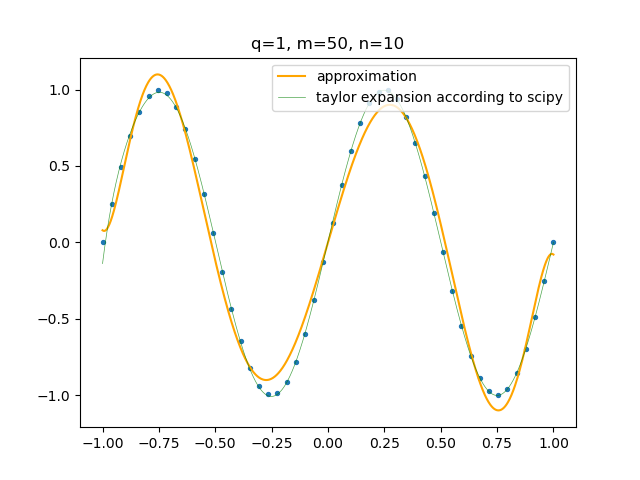 q=1, m=50, n=10
approximation
taylor expansion according to scipy
1.0
0.5
0.0
−0.5
−1.0
−1.00 −0.75 −0.50 −0.25 0.00 0.25 0.50 0.75 1.00